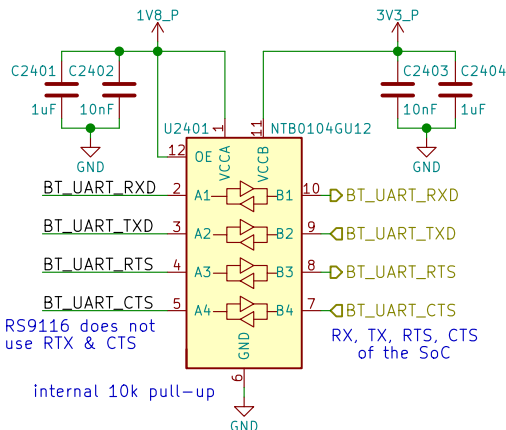 1V8_P
3V3_P
C2401
C2402
C2403
C2404
1uF
10nF
10nF
1uF
GND
GND
U2401
NTB0104GU12
1
11
VCCA
VCCB
12
OE
BT_UART_RXD
2
A1
B1
10
BT_UART_RXD
BT_UART_TXD
3
A2
B2
9
BT_UART_TXD
BT_UART_RTS
4
A3
B3
8
BT_UART_RTS
BT_UART_CTS
5
A4
B4
7
BT_UART_CTS
RS9116 does not
use RTX & CTS
RX, TX, RTS, CTS
of the SoC
GND
6
internal 10k pull-up
GND